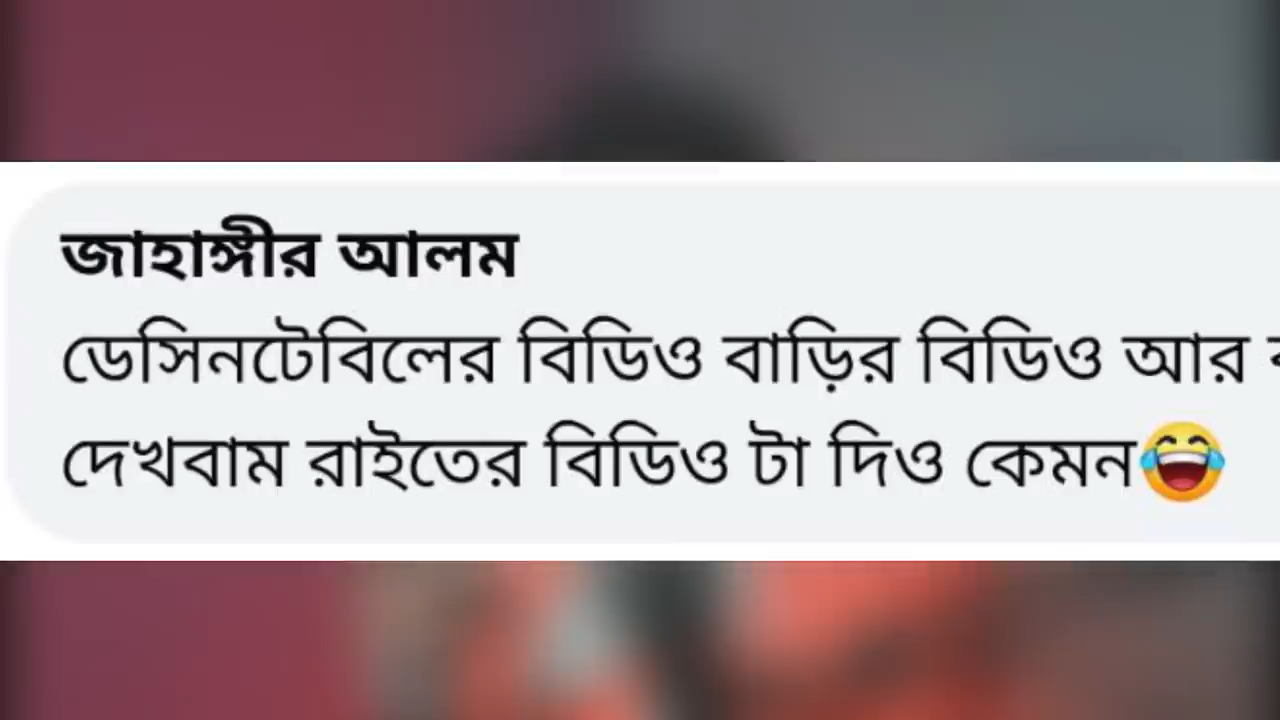 জাহাঙ্গীর আলম
ডেসিনটেবিলের বিডিও বাড়ির বিডিও আর
দেখবাম রাইতের বিডিও টা দিও কেমন😂